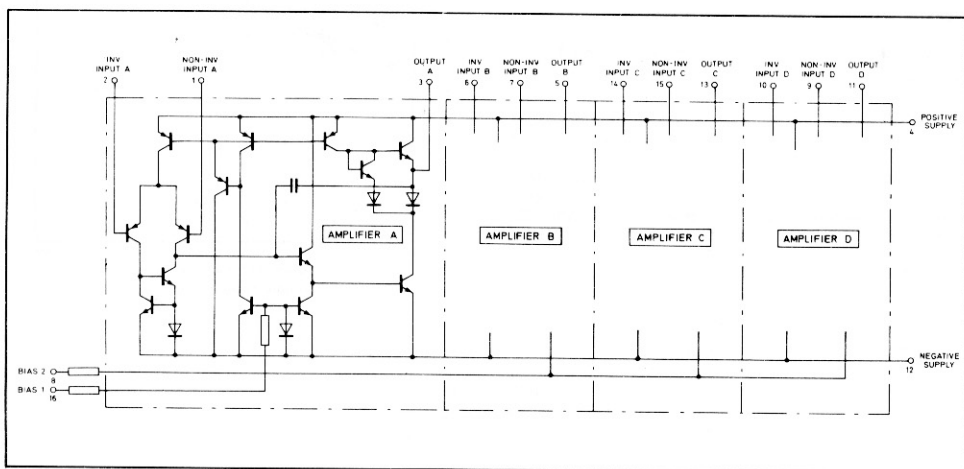 INV
INPUT A
2
NON-INV
INPUT A
1
OUTPUT
A
3
INV
INPUT B
6
NON-INV
INPUT B
7
OUTPUT
B
5
INV
INPUT C
14
NON-INV
INPUT C
15
OUTPUT
C
13
INV
INPUT D
10
NON-INV
INPUT D
9
OUTPUT
D
11
POSITIVE
SUPPLY
4
AMPLIFIER A
AMPLIFIER B
AMPLIFIER C
AMPLIFIER D
NEGATIVE
SUPPLY
12
BIAS 2
8
BIAS 1
16